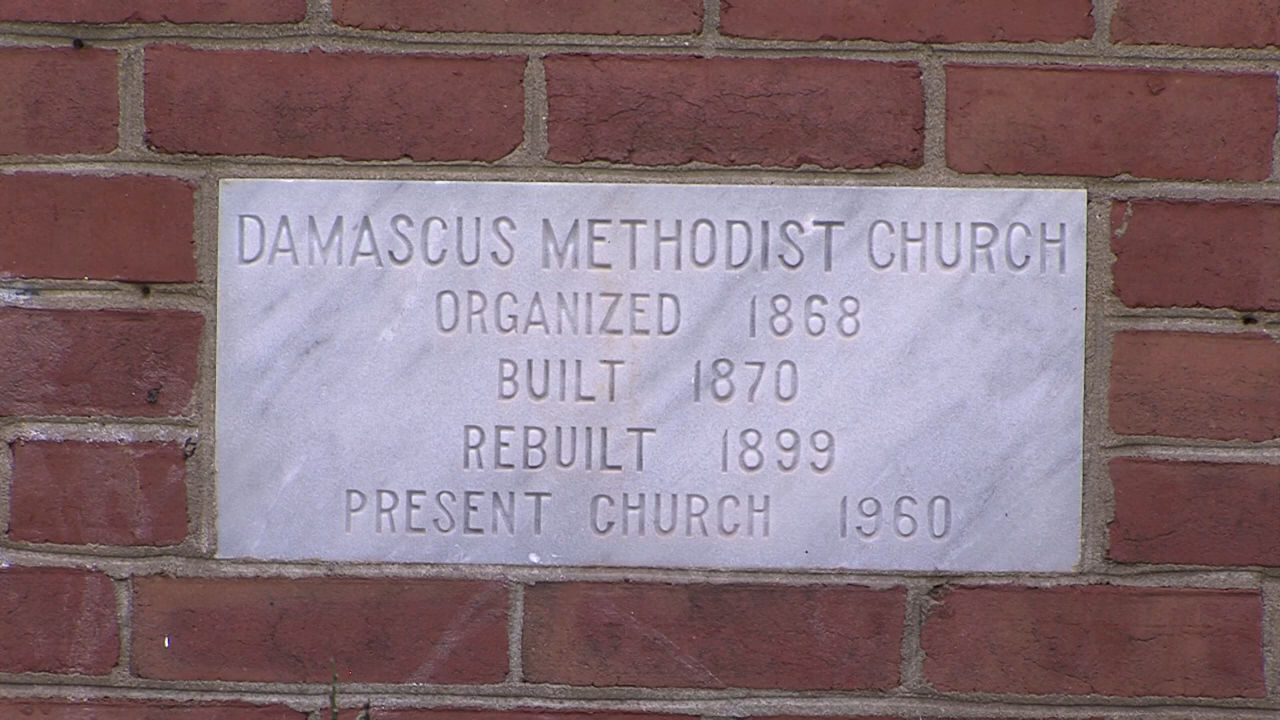 DAMASCUS METHODIST CHURCH
ORGANIZED 1868
BUILT 1870
REBUILT 1899
PRESENT CHURCH 1960